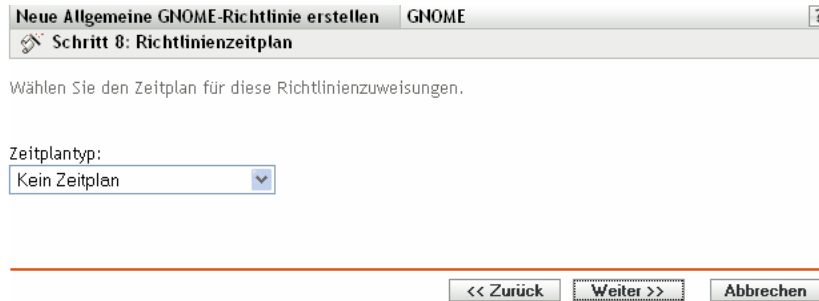 Neue Allgemeine GNOME-Richtlinie erstellen GNOME ?
Schritt 8: Richtlinienzeitplan
Wählen Sie den Zeitplan für diese Richtlinienzuweisungen.
Zeitplantyp:
Kein Zeitplan
<< Zurück Weiter >> Abbrechen